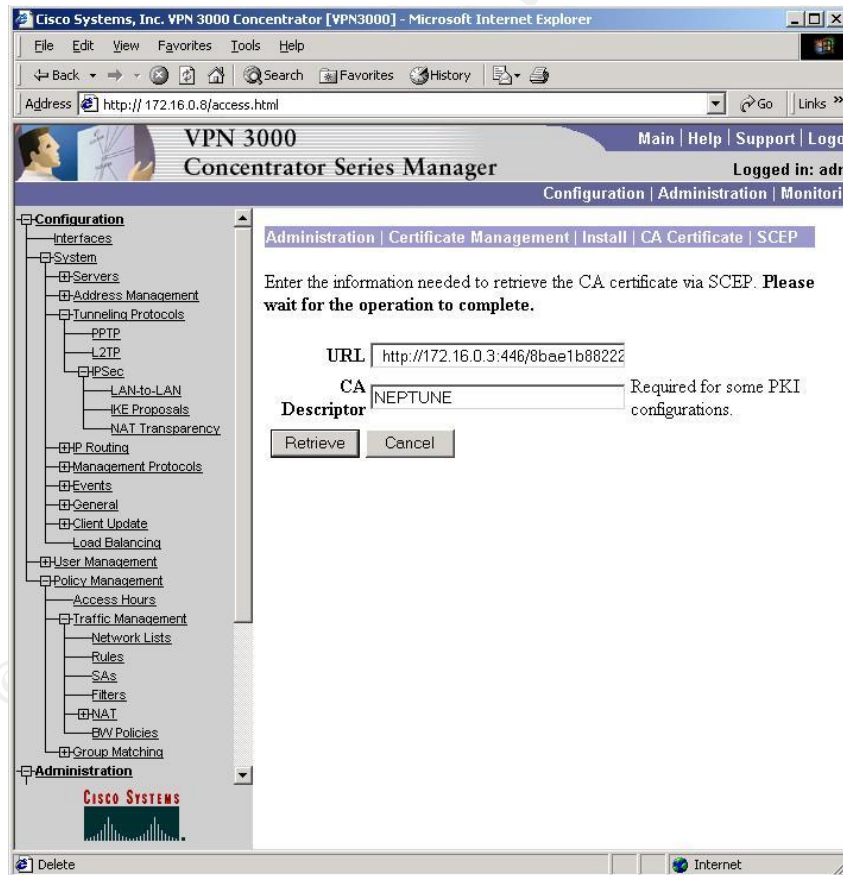 Cisco Systems, Inc. VPN 3000 Concentrator [VPN3000] - Microsoft Internet Explorer
File Edit View Favorites Tools Help
Back Search Favorites History
Address http:// 172.16.0.8/access.html Go Links »
VPN 3000
Concentrator Series Manager
Main | Help | Support | Logo
Logged in: adr
Configuration | Administration | Monitori
Configuration
Interfaces
System
Servers
Address Management
Tunneling Protocols
PPTP
L2TP
IPSec
LAN-to-LAN
IKE Proposals
NAT Transparency
IP Routing
Management Protocols
Events
General
Client Update
Load Balancing
User Management
Policy Management
Access Hours
Traffic Management
Network Lists
Rules
SAs
Filters
NAT
BW Policies
Group Matching
Administration
CISCO SYSTEMS
Administration | Certificate Management | Install | CA Certificate | SCEP
Enter the information needed to retrieve the CA certificate via SCEP. Please
wait for the operation to complete.
URL http://172.16.0.3:446/8bae1b88222
CA Descriptor NEPTUNE Required for some PKI
configurations.
Retrieve Cancel
Delete Internet